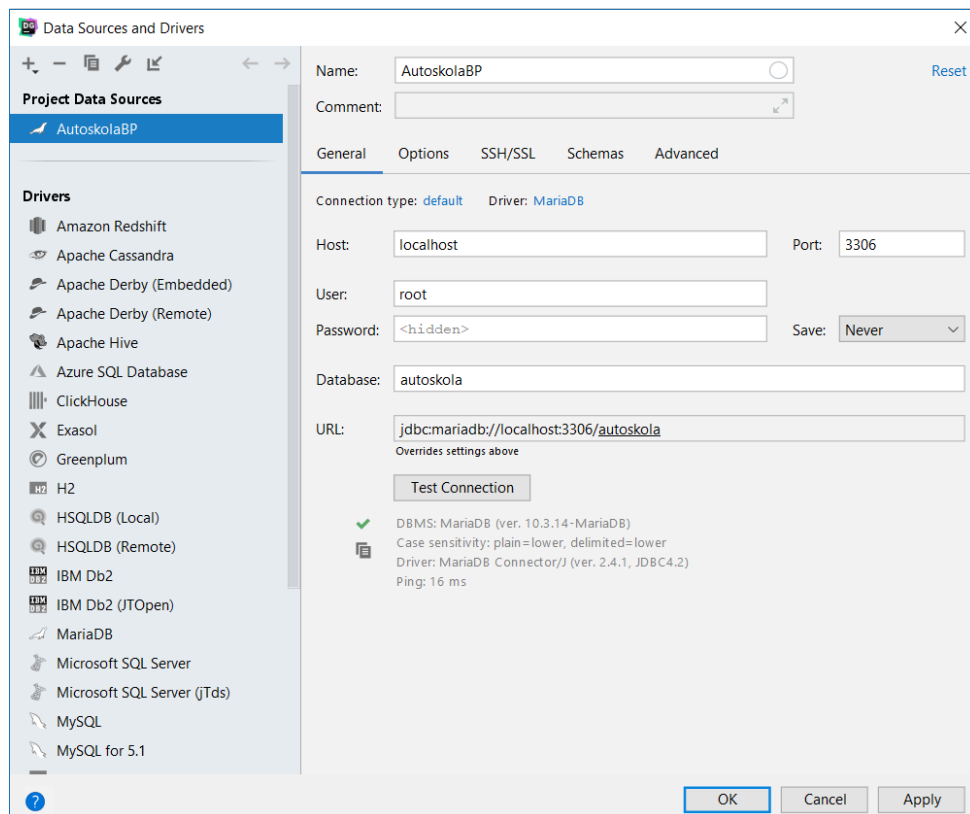 DG
Data Sources and Drivers
Project Data Sources
AutoskolaBP
Drivers
Amazon Redshift
Apache Cassandra
Apache Derby (Embedded)
Apache Derby (Remote)
Apache Hive
Azure SQL Database
ClickHouse
Exasol
Greenplum
H2 H2
HSQLDB (Local)
HSQLDB (Remote)
IBM DB2 IBM Db2
IBM DB2 IBM Db2 (JTOpen)
MariaDB
Microsoft SQL Server
Microsoft SQL Server (jTds)
MySQL
MySQL for 5.1
?
Name: AutoskolaBP Reset
Comment:
General Options SSH/SSL Schemas Advanced
Connection type: default Driver: MariaDB
Host: localhost Port: 3306
User: root
Password: <hidden> Save: Never
Database: autoskola
URL: jdbc:mariadb://localhost:3306/autoskola
Overrides settings above
Test Connection
DBMS: MariaDB (ver. 10.3.14-MariaDB)
Case sensitivity: plain=lower, delimited=lower
Driver: MariaDB Connector/J (ver. 2.4.1, JDBC4.2)
Ping: 16 ms
OK Cancel Apply